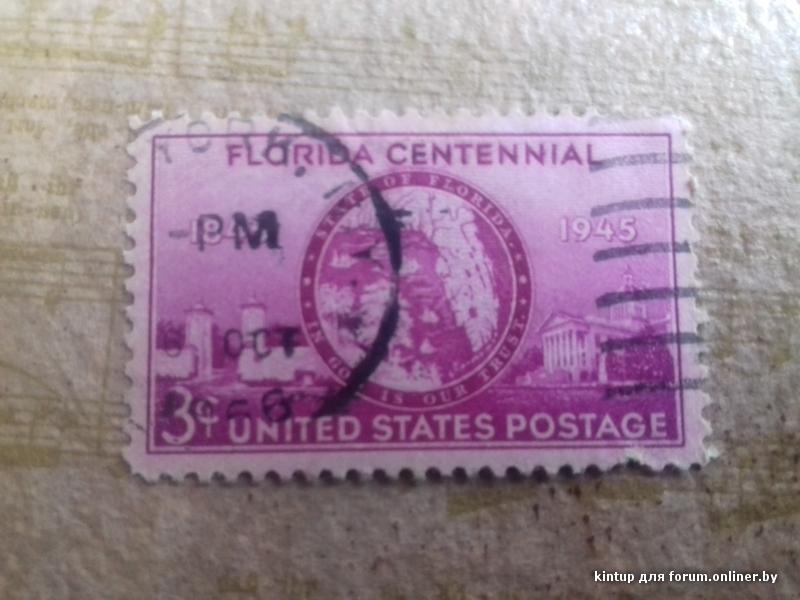 FLORIDA CENTENNIAL
STATE OF FLORIDA.
IN GOD IS OUR TRUST.
1945
PM
OCT
3¢ UNITED STATES POSTAGE
kintup для forum.onliner.by